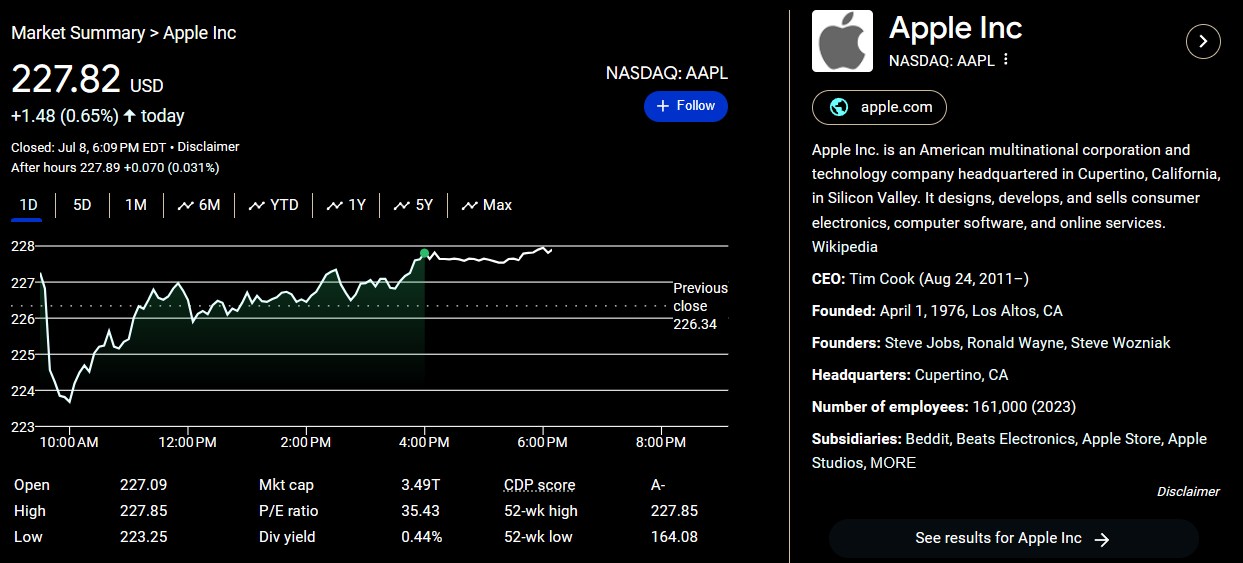 Market Summary > Apple Inc
227.82 USD
+1.48 (0.65%) ↑ today
Closed: Jul 8, 6:09 PM EDT • Disclaimer
After hours 227.89 +0.070 (0.031%)
NASDAQ: AAPL
+ Follow
1D 5D 1M 6M YTD 1Y 5Y Max
228
227
226
225
224
223
Previous
close
226.34
10:00 AM 12:00 PM 2:00 PM 4:00 PM 6:00 PM 8:00 PM
Open 227.09 Mkt cap 3.49T CDP score A-
High 227.85 P/E ratio 35.43 52-wk high 227.85
Low 223.25 Div yield 0.44% 52-wk low 164.08
Apple Inc
NASDAQ: AAPL
apple.com
Apple Inc. is an American multinational corporation and
technology company headquartered in Cupertino, California,
in Silicon Valley. It designs, develops, and sells consumer
electronics, computer software, and online services.
Wikipedia
CEO: Tim Cook (Aug 24, 2011–)
Founded: April 1, 1976, Los Altos, CA
Founders: Steve Jobs, Ronald Wayne, Steve Wozniak
Headquarters: Cupertino, CA
Number of employees: 161,000 (2023)
Subsidiaries: Beddit, Beats Electronics, Apple Store, Apple
Studios, MORE
Disclaimer
See results for Apple Inc →